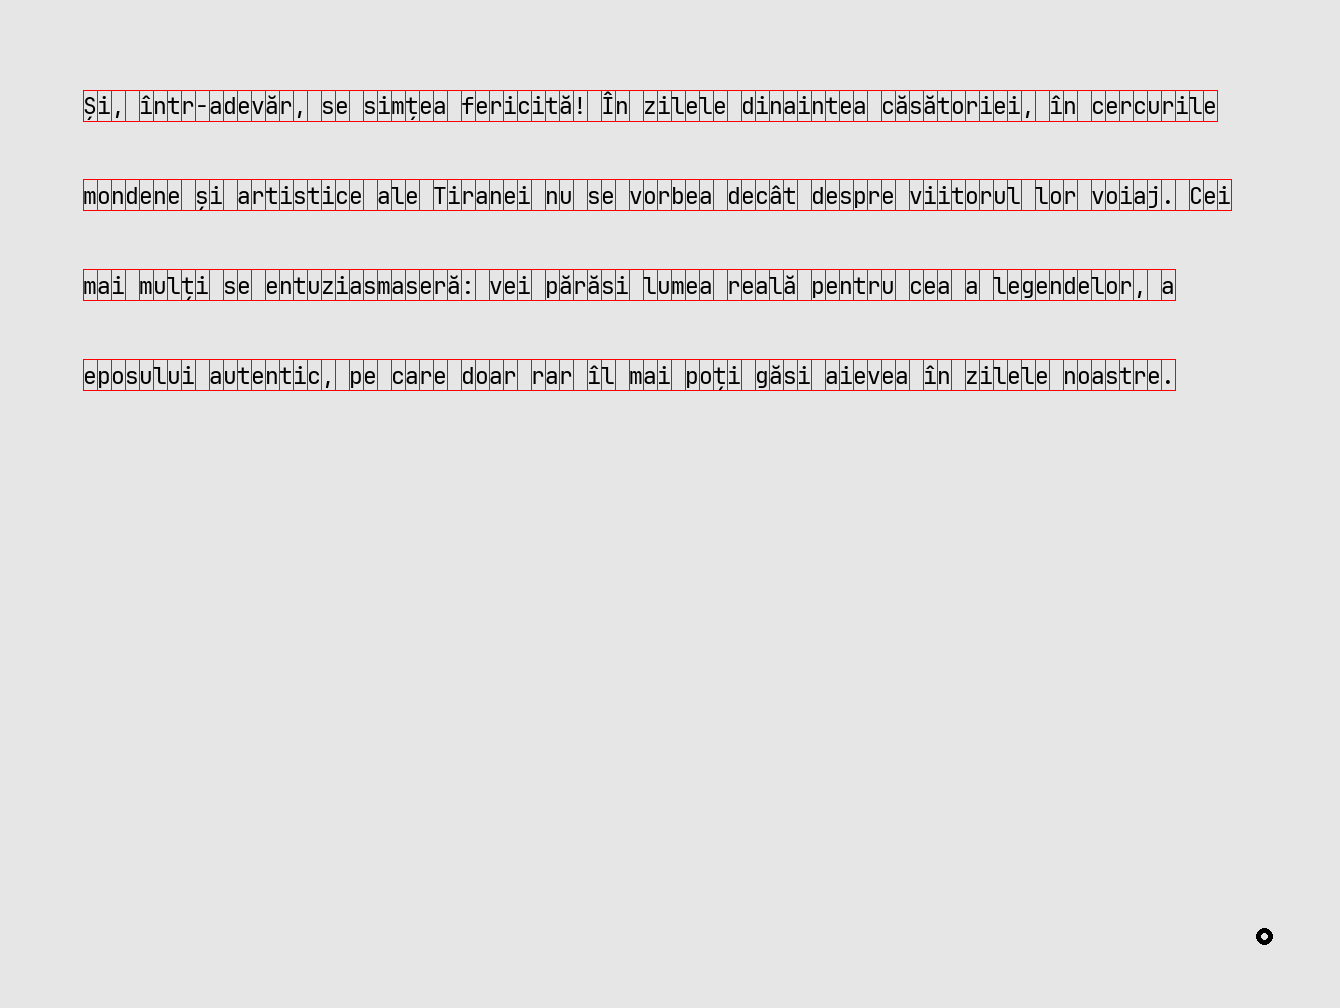 Și, într-adevăr, se simțea fericită! În zilele dinaintea căsătoriei, în cercurile
mondene și artistice ale Tiranei nu se vorbea decât despre viitorul lor voiaj. Cei
mai mulți se entuziasmaseră: vei părăsi lumea reală pentru cea a legendelor, a
eposului autentic, pe care doar rar îl mai poți găsi aievea în zilele noastre.